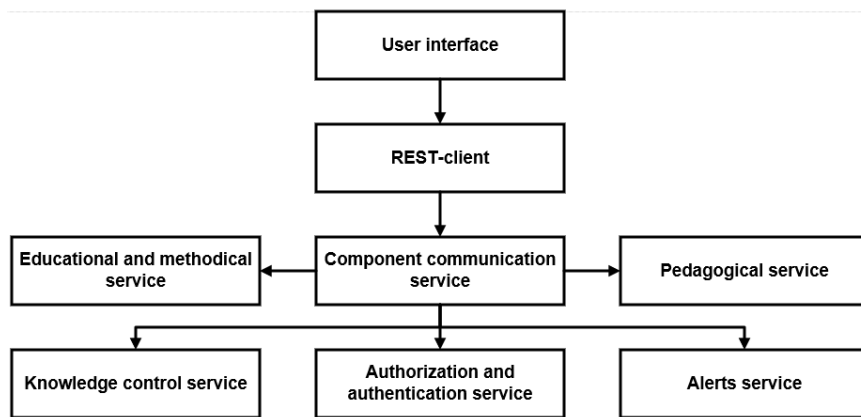 User interface
REST-client
Educational and methodical
service
Component communication
service
Pedagogical service
Knowledge control service
Authorization and
authentication service
Alerts service